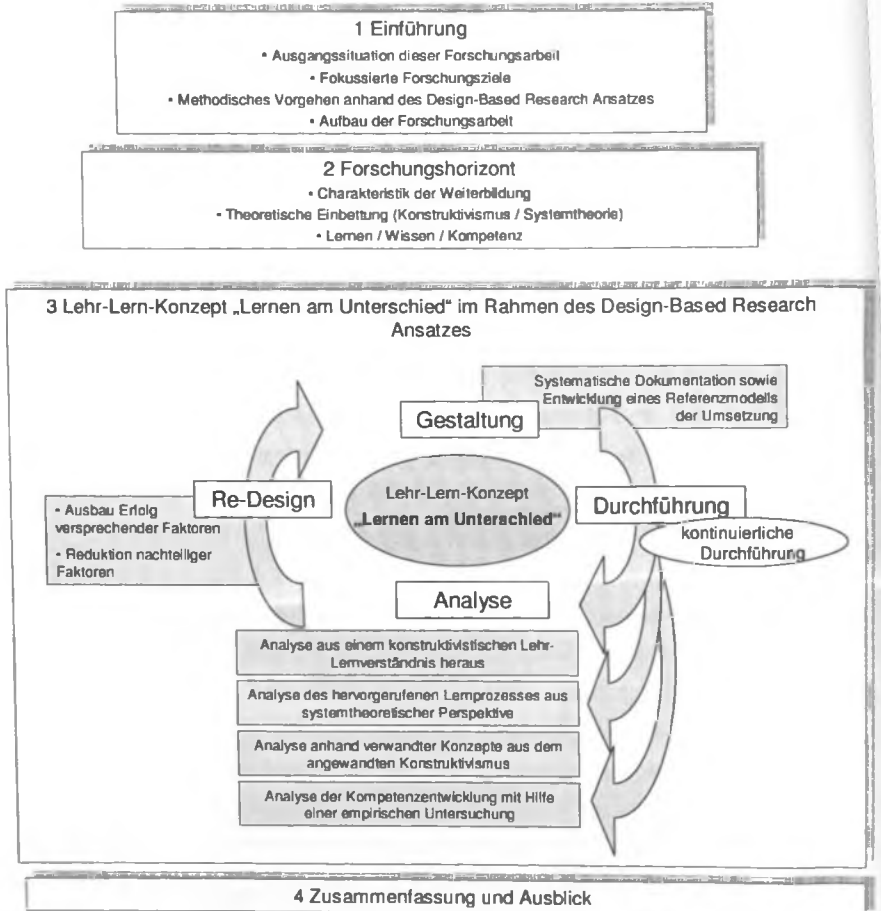 1 Einführung
• Ausgangssituation dieser Forschungsarbeit
• Fokussierte Forschungsziele
• Methodisches Vorgehen anhand des Design-Based Research Ansatzes
• Aufbau der Forschungsarbeit
2 Forschungshorizont
• Charakteristik der Weiterbildung
• Theoretische Einbettung (Konstruktivismus / Systemtheorie)
• Lernen / Wissen / Kompetenz
3 Lehr-Lern-Konzept „Lernen am Unterschied“ im Rahmen des Design-Based Research
Ansatzes
Systematische Dokumentation sowie
Entwicklung eines Referenzmodells
der Umsetzung
Gestaltung
Re-Design
• Ausbau Erfolg
versprechender Faktoren
• Reduktion nachteiliger
Faktoren
Lehr-Lern-Konzept
„Lernen am Unterschied“
Durchführung
kontinuierliche
Durchführung
Analyse
Analyse aus einem konstruktivistischen Lehr-
Lernverständnis heraus
Analyse des hervorgerufenen Lernprozesses aus
systemtheoretischer Perspektive
Analyse anhand verwandter Konzepte aus dem
angewandten Konstruktivismus
Analyse der Kompetenzentwicklung mit Hilfe
einer empirischen Untersuchung
4 Zusammenfassung und Ausblick